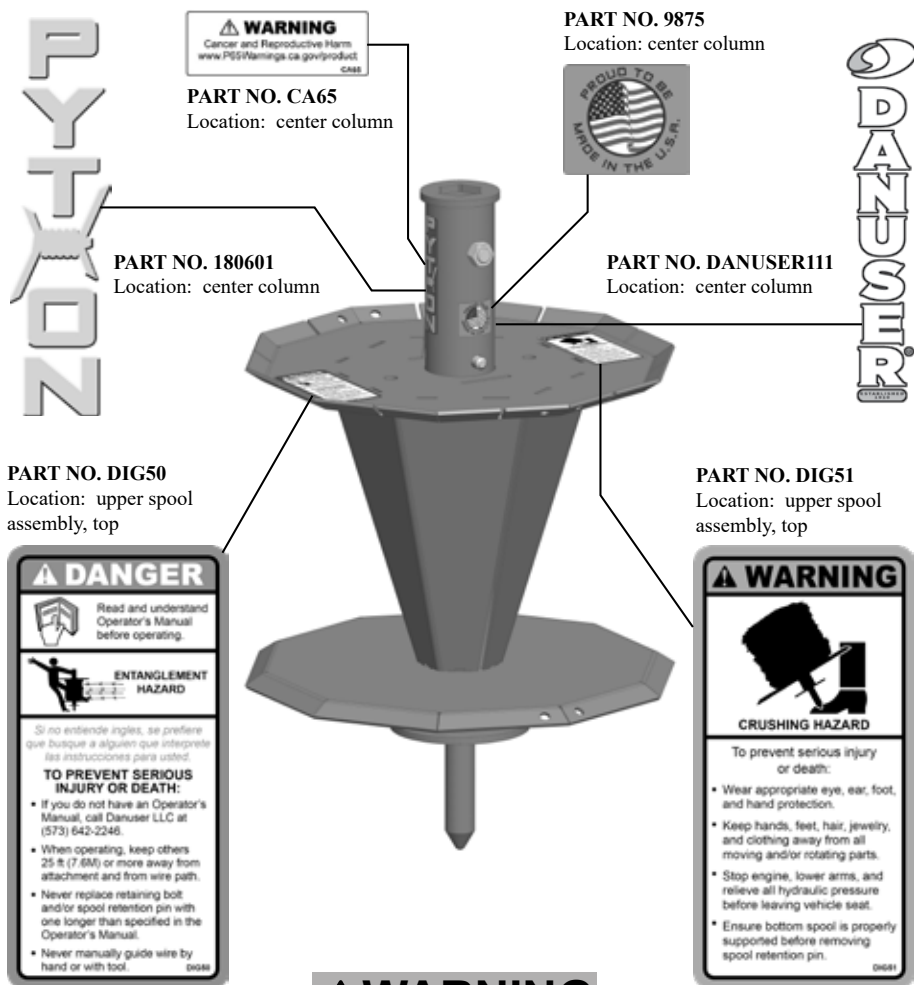 PYTHON
WARNING
Cancer and Reproductive Harm
www.P65Warnings.ca.gov/product
CA65
PART NO. CA65
Location: center column
PART NO. 9875
Location: center column
PROUD TO BE
MADE IN THE U.S.A.
DANUSER®
PART NO. 180601
Location: center column
PART NO. DANUSER111
Location: center column
PYTHON
PART NO. DIG50
Location: upper spool
assembly, top
DANGER
Read and understand
Operator's Manual
before operating.
ENTANGLEMENT
HAZARD
Si no entiende ingles, se prefiere
que busque a alguien que interprete
las instrucciones para usted.
TO PREVENT SERIOUS
INJURY OR DEATH:
• If you do not have an Operator's
Manual, call Danuser LLC at
(573) 642-2246.
• When operating, keep others
25 ft (7.6M) or more away from
attachment and from wire path.
• Never replace retaining bolt
and/or spool retention pin with
one longer than specified in the
Operator's Manual.
• Never manually guide wire by
hand or with tool.
DIG50
PART NO. DIG51
Location: upper spool
assembly, top
WARNING
CRUSHING HAZARD
To prevent serious injury
or death:
• Wear appropriate eye, ear, foot,
and hand protection.
• Keep hands, feet, hair, jewelry,
and clothing away from all
moving and/or rotating parts.
• Stop engine, lower arms, and
relieve all hydraulic pressure
before leaving vehicle seat.
• Ensure bottom spool is properly
supported before removing
spool retention pin.
DIG51
WARNING